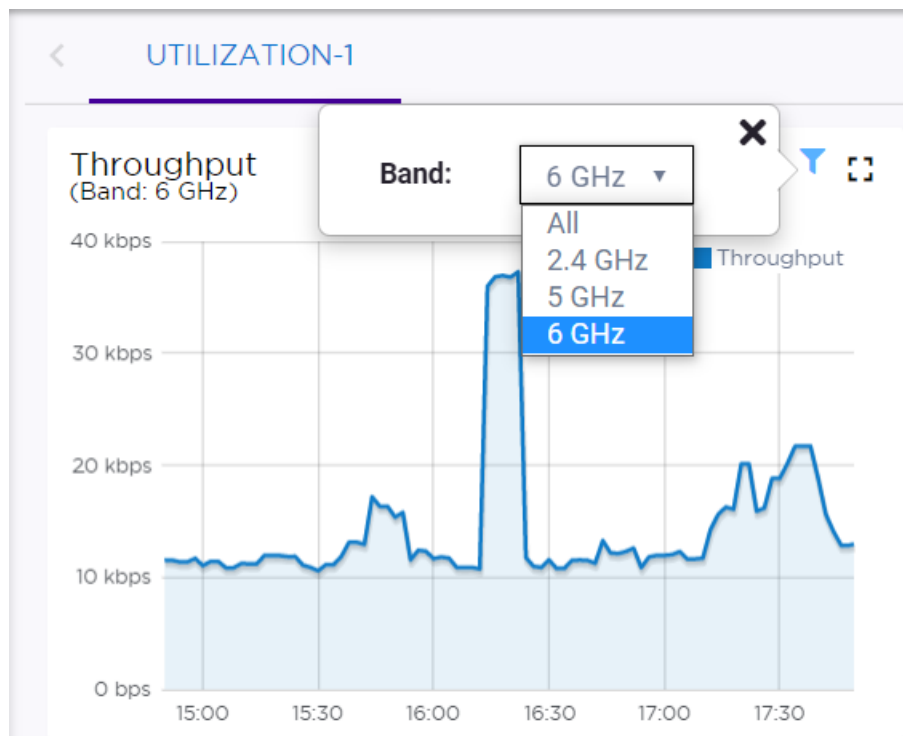 UTILIZATION-1
Throughput
(Band: 6 GHz)
Band:
6 GHz
All
2.4 GHz
5 GHz
6 GHz
Throughput
40 kbps
30 kbps
20 kbps
10 kbps
0 bps
15:00 15:30 16:00 16:30 17:00 17:30